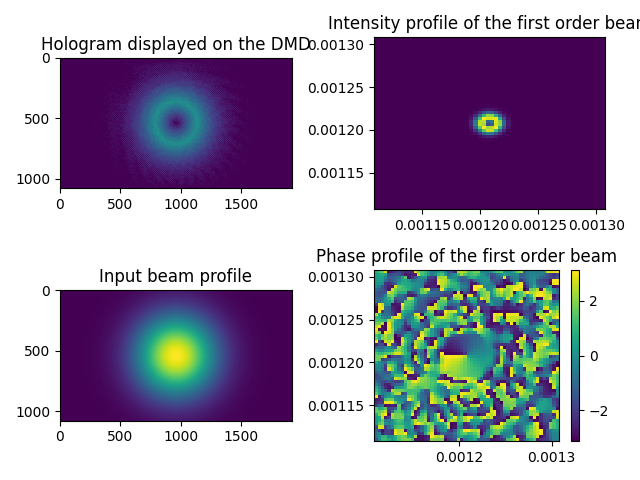 Hologram displayed on the DMD
0
500
1000
0 500 1000 1500
Intensity profile of the first order bear
0.00130
0.00125
0.00120
0.00115
0.00115 0.00120 0.00125 0.00130
Input beam profile
0
500
1000
0 500 1000 1500
Phase profile of the first order beam
0.00130
0.00125
0.00120
0.00115
0.0012 0.0013
2
0
−2